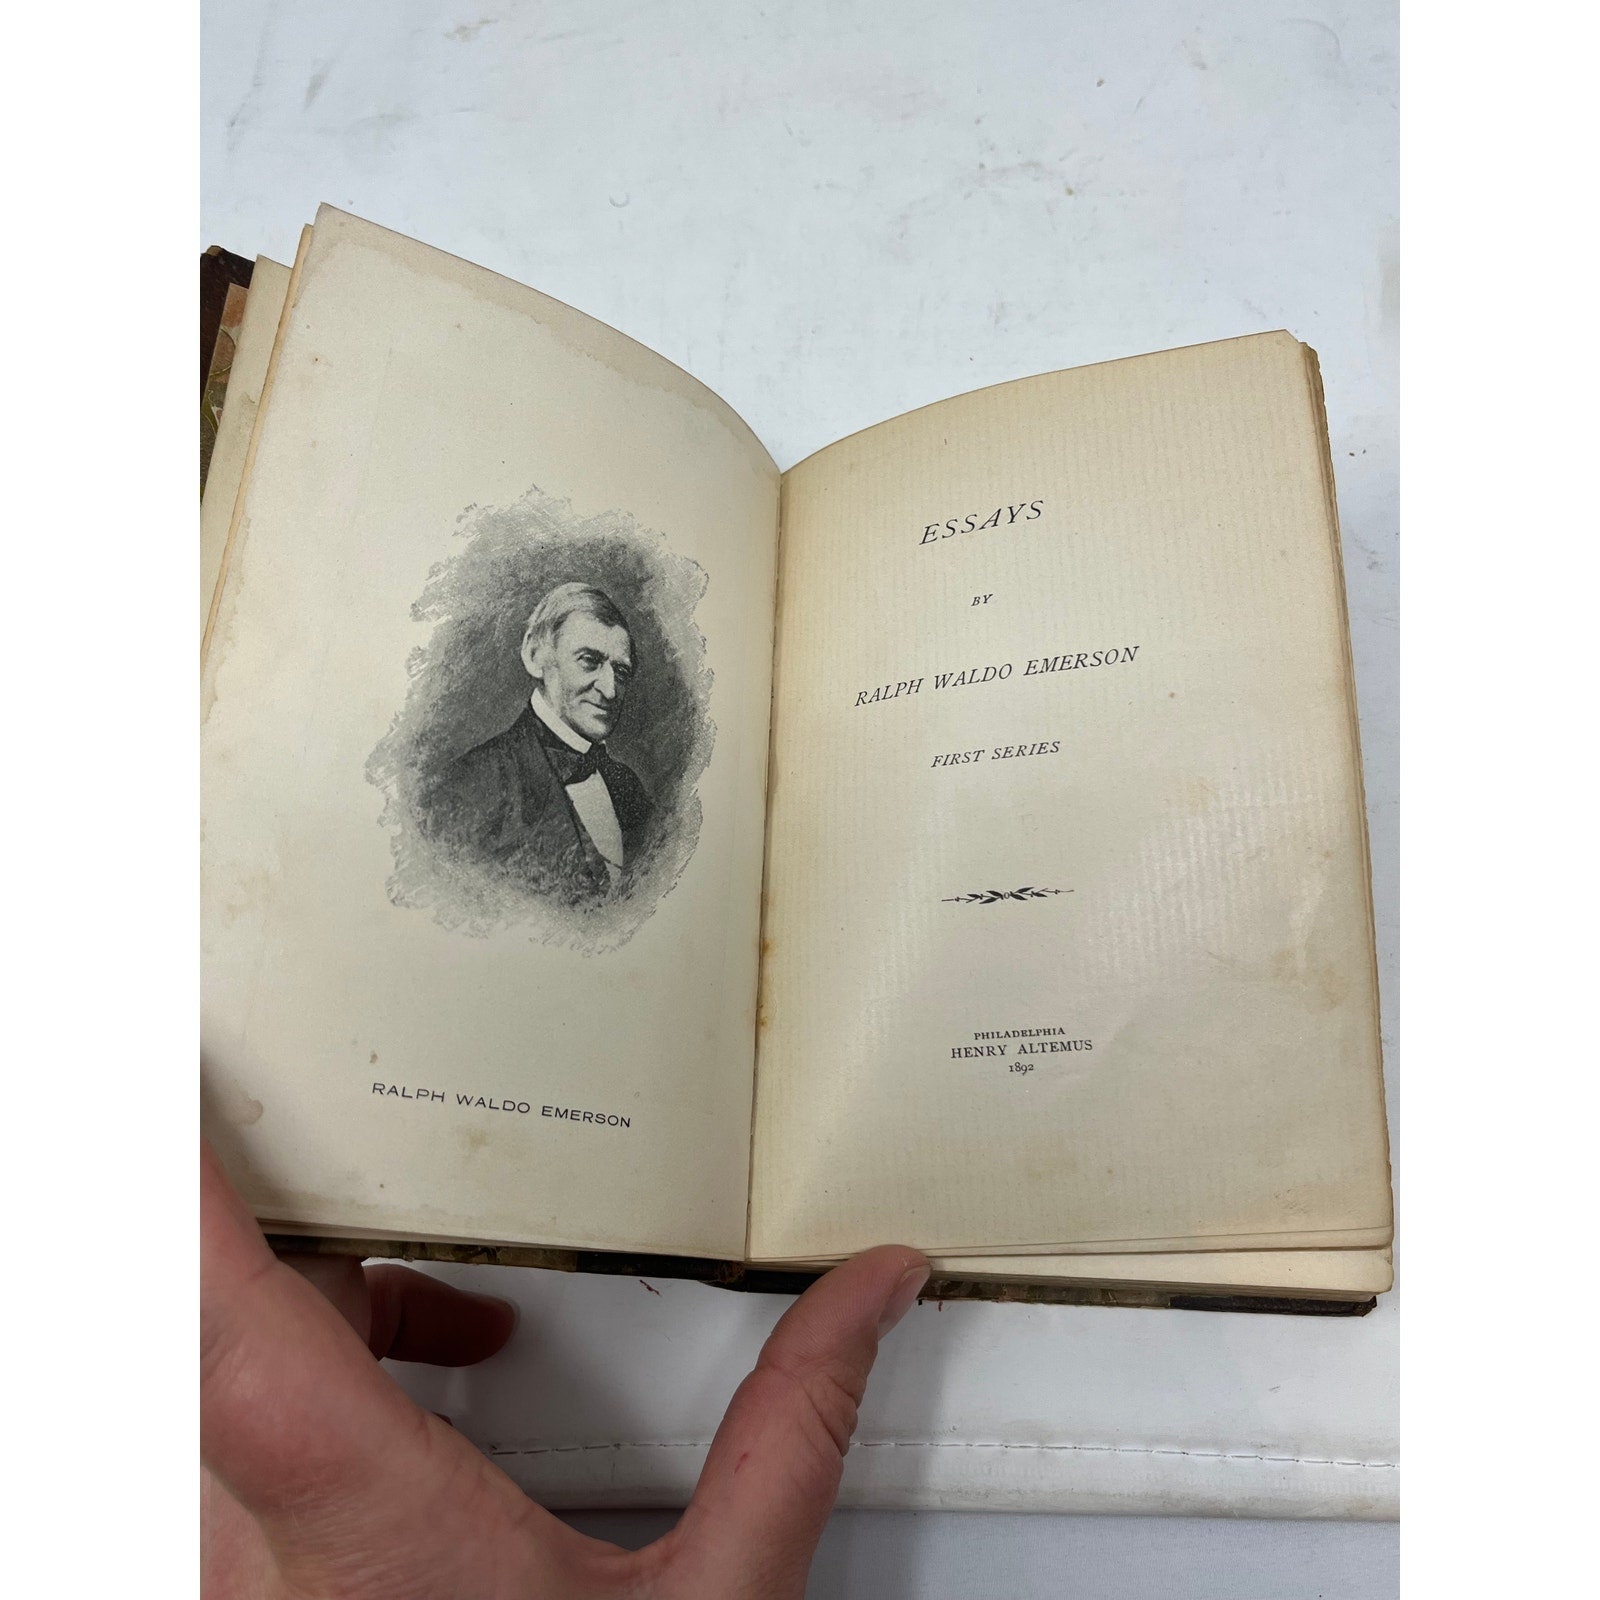 RALPH WALDO EMERSON
ESSAYS
BY
RALPH WALDO EMERSON
FIRST SERIES
PHILADELPHIA
HENRY ALTEMUS
1892